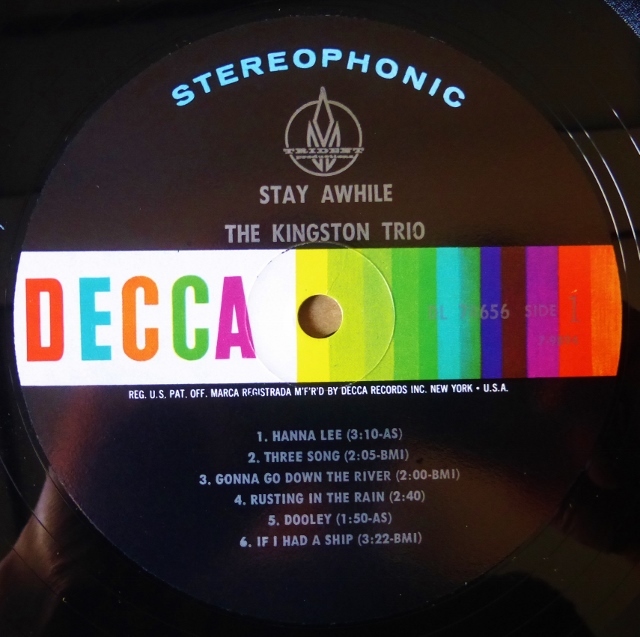 STEREOPHONIC
TRIDENT
productions
STAY AWHILE
THE KINGSTON TRIO
DECCA
SIDE 1
REG. U.S. PAT. OFF. MARCA REGISTRADA M'F'R'D BY DECCA RECORDS INC. NEW YORK • U.S.A.
1. HANNA LEE (3:10-AS)
2. THREE SONG (2:05-BMI)
3. GONNA GO DOWN THE RIVER (2:00-BMI)
4. RUSTING IN THE RAIN (2:40)
5. DOOLEY (1:50-AS)
6. IF I HAD A SHIP (3:22-BMI)